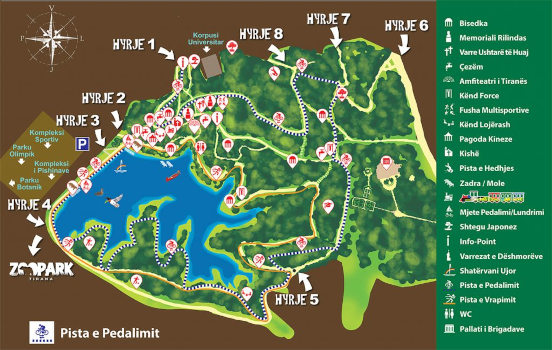 Korpusi
Universitar
HYRJE 1
HYRJE 8
HYRJE 7
HYRJE 6
HYRJE 2
HYRJE 3
Kompleksi
Sportiv
P
Parku
Olimpik
Kompleksi
i Pishinave
Parku
Botanik
HYRJE 4
ZOOPARK
TIRANA
HYRJE 5
Pista e Pedalimit
Bisedka
Memoriali Rilindas
Varre Ushtarë të Huaj
Çezëm
Amfiteatri i Tiranës
Kënd Force
Fusha Multisportive
Kënd Lojërash
Pagoda Kineze
Kishë
Pista e Hedhjes
Zadra / Mole
Mjete Pedalimi/Lundrimi
Shtegu Japonez
Info-Point
Varrezat e Dëshmorëve
Shatërvani Ujor
Pista e Pedalimit
Pista e Vrapimit
WC
Pallati i Brigadave